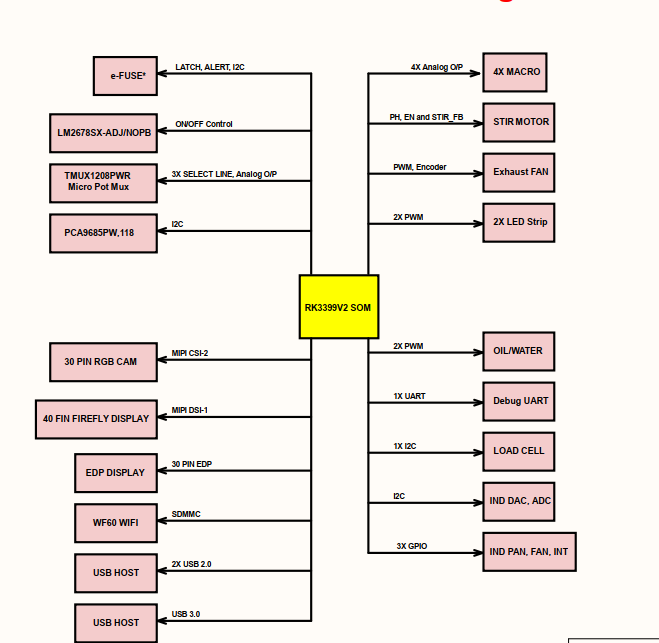 e-FUSE*
LATCH, ALERT, I2C
LM2678SX-ADJ/NOPB
ON/OFF Control
TMUX1208PWR
Micro Pot Mux
3X SELECT LINE, Analog O/P
PCA9685PW,118
I2C
4X Analog O/P
4X MACRO
PH, EN and STIR_FB
STIR MOTOR
PWM, Encoder
Exhaust FAN
2X PWM
2X LED Strip
RK3399V2 SOM
30 PIN RGB CAM
MIPI CSI-2
40 FIN FIREFLY DISPLAY
MIPI DSI-1
EDP DISPLAY
30 PIN EDP
WF60 WIFI
SDMMC
USB HOST
2X USB 2.0
USB HOST
USB 3.0
2X PWM
OIL/WATER
1X UART
Debug UART
1X I2C
LOAD CELL
I2C
IND DAC, ADC
3X GPIO
IND PAN, FAN, INT